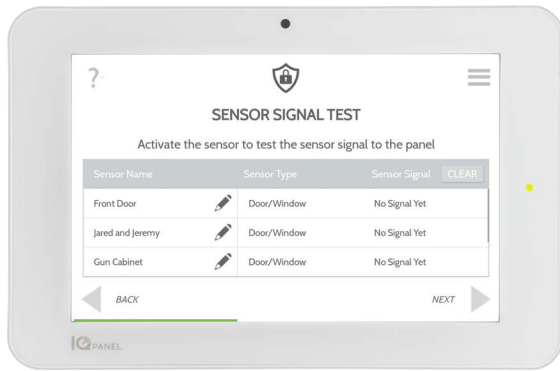 ?
SENSOR SIGNAL TEST
Activate the sensor to test the sensor signal to the panel
Sensor Name Sensor Type Sensor Signal CLEAR
Front Door Door/Window No Signal Yet
Jared and Jeremy Door/Window No Signal Yet
Gun Cabinet Door/Window No Signal Yet
BACK NEXT
IQ PANEL